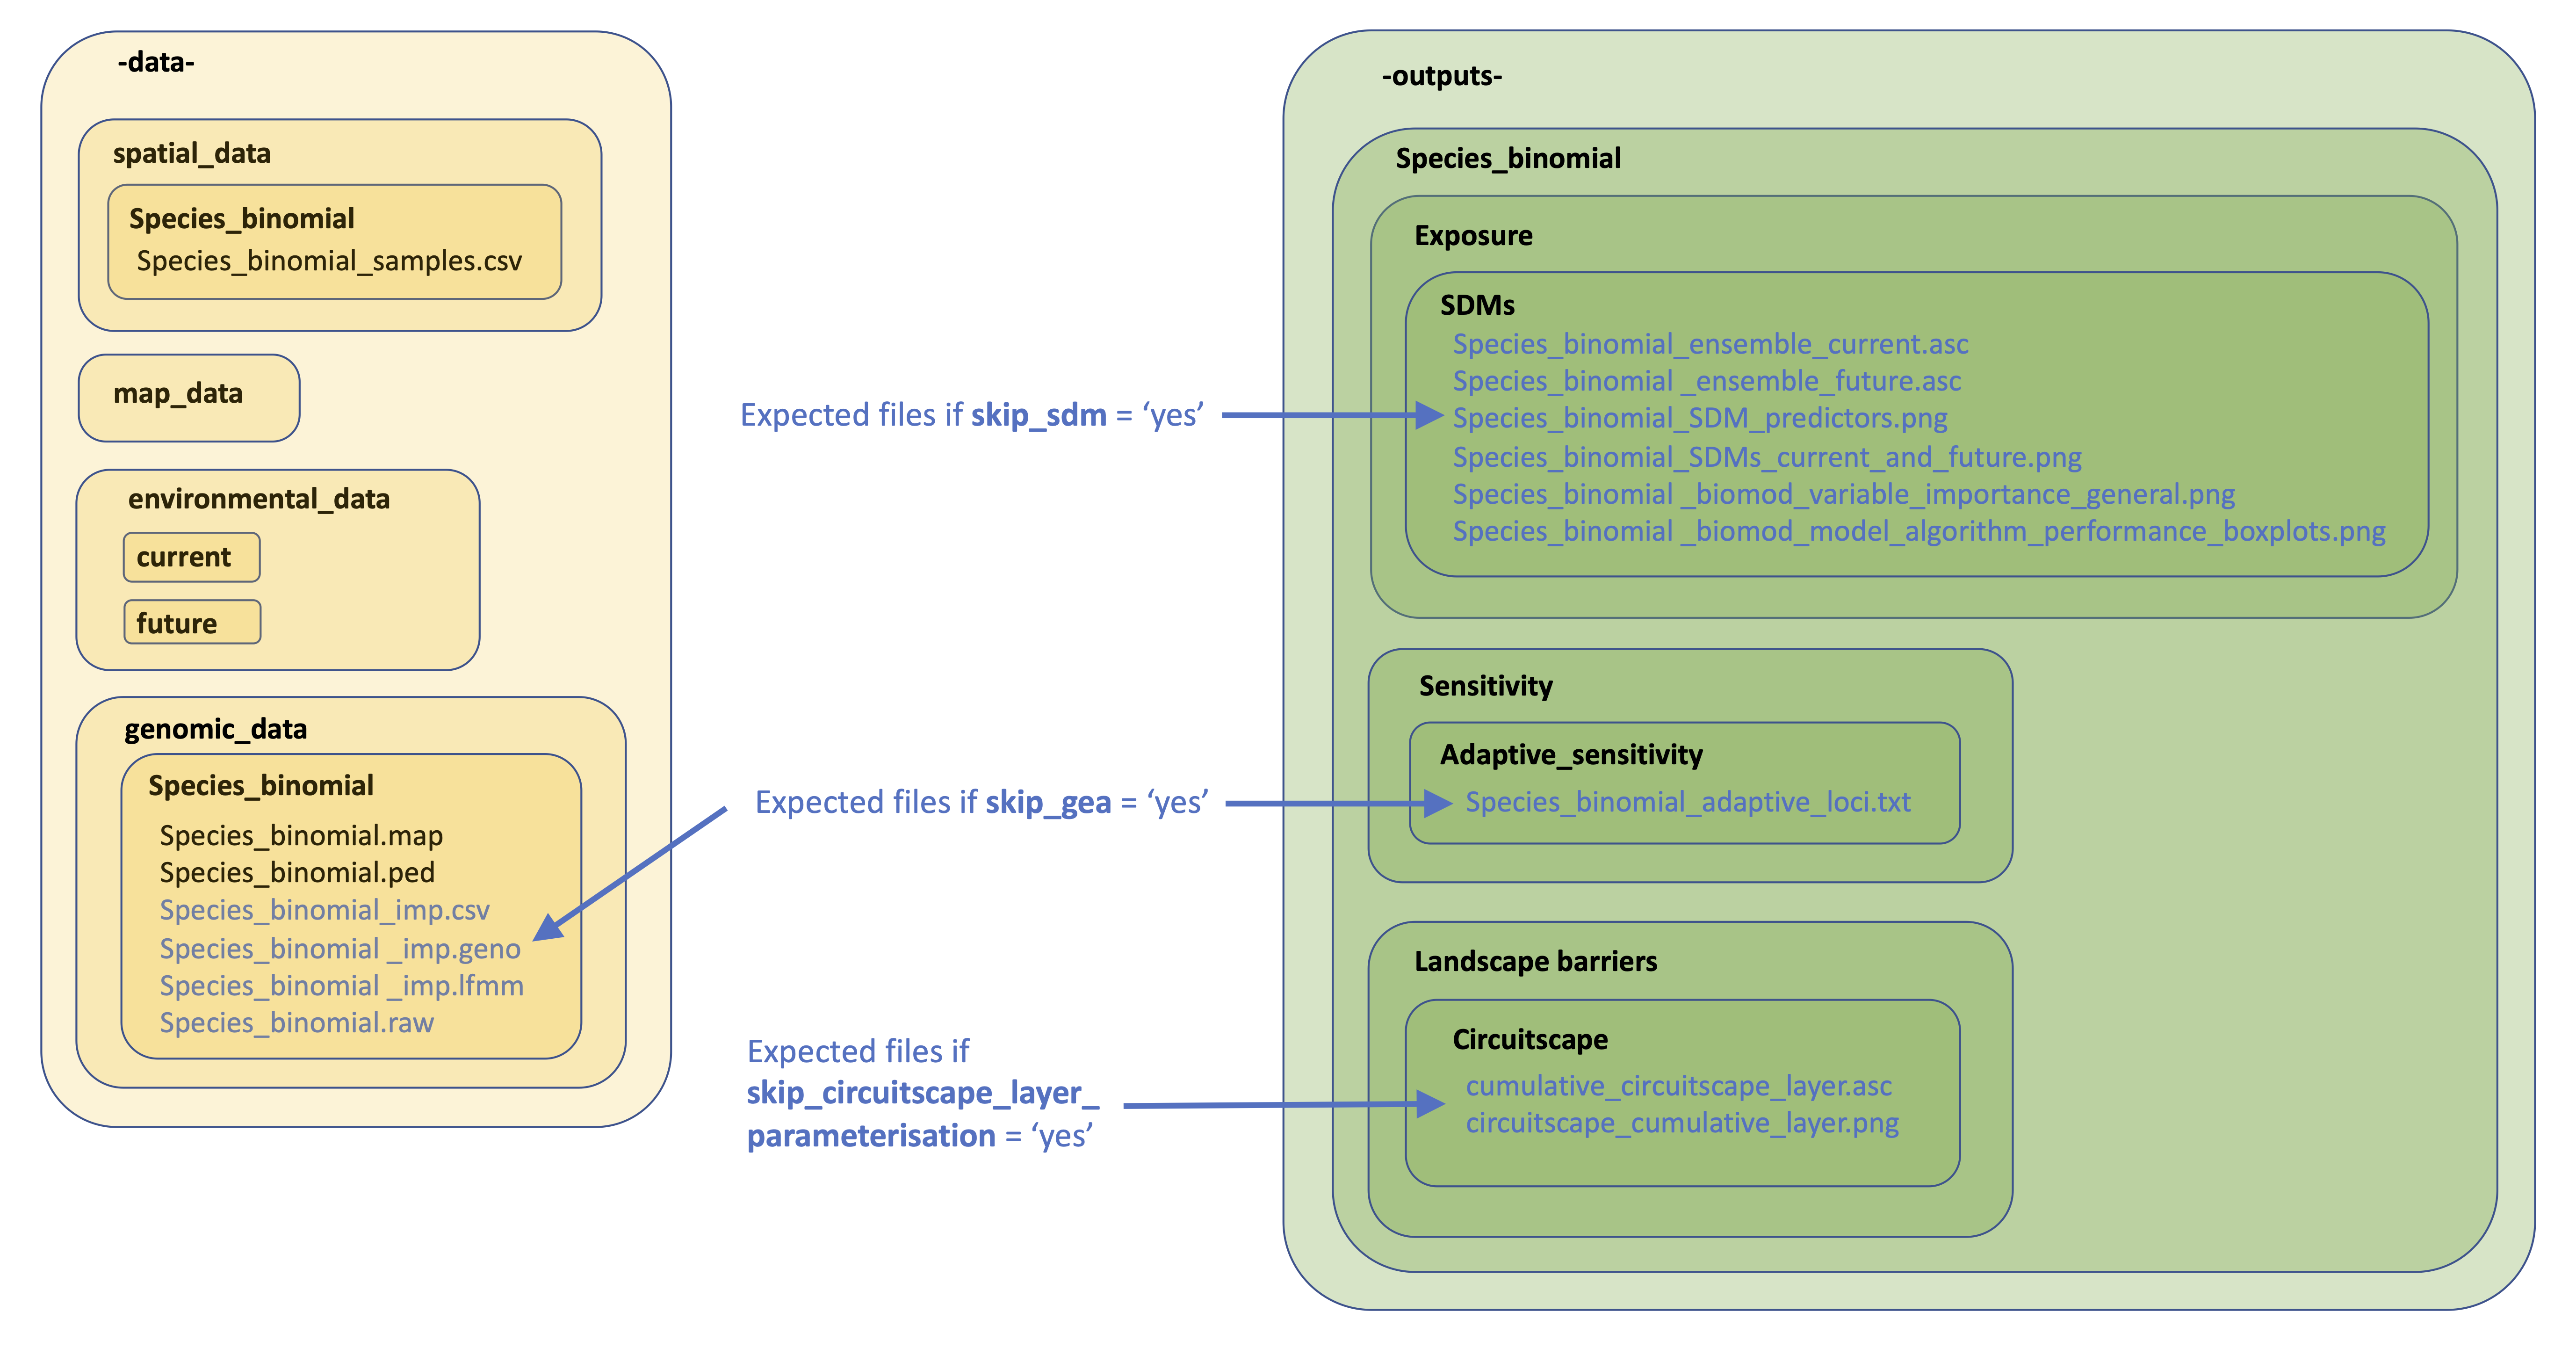 -data-
spatial_data
Species_binomial
Species_binomial_samples.csv
map_data
environmental_data
current
future
genomic_data
Species_binomial
Species_binomial.map
Species_binomial.ped
Species_binomial_imp.csv
Species_binomial _imp.geno
Species_binomial _imp.lfmm
Species_binomial.raw
Expected files if skip_sdm = ‘yes’
Expected files if skip_gea = ‘yes’
Expected files if
skip_circuitscape_layer_
parameterisation = ‘yes’
-outputs-
Species_binomial
Exposure
SDMs
Species_binomial_ensemble_current.asc
Species_binomial _ensemble_future.asc
Species_binomial_SDM_predictors.png
Species_binomial_SDMs_current_and_future.png
Species_binomial _biomod_variable_importance_general.png
Species_binomial _biomod_model_algorithm_performance_boxplots.png
Sensitivity
Adaptive_sensitivity
Species_binomial_adaptive_loci.txt
Landscape barriers
Circuitscape
cumulative_circuitscape_layer.asc
circuitscape_cumulative_layer.png